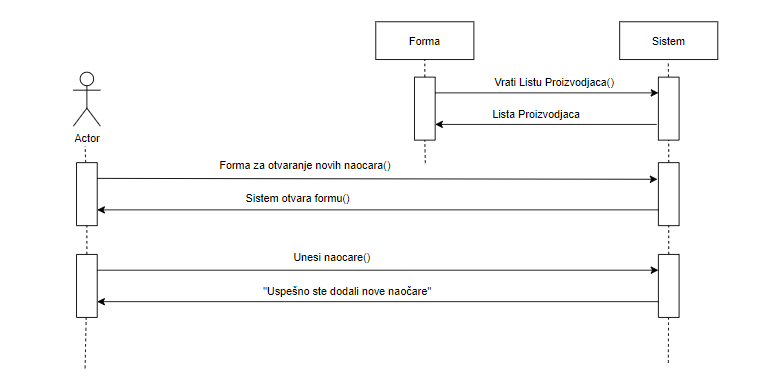 Forma
Sistem
Vrati Listu Proizvodjaca()
Lista Proizvodjaca
Actor
Forma za otvaranje novih naocara()
Sistem otvara formu()
Unesi naocare()
"Uspešno ste dodali nove naočare"